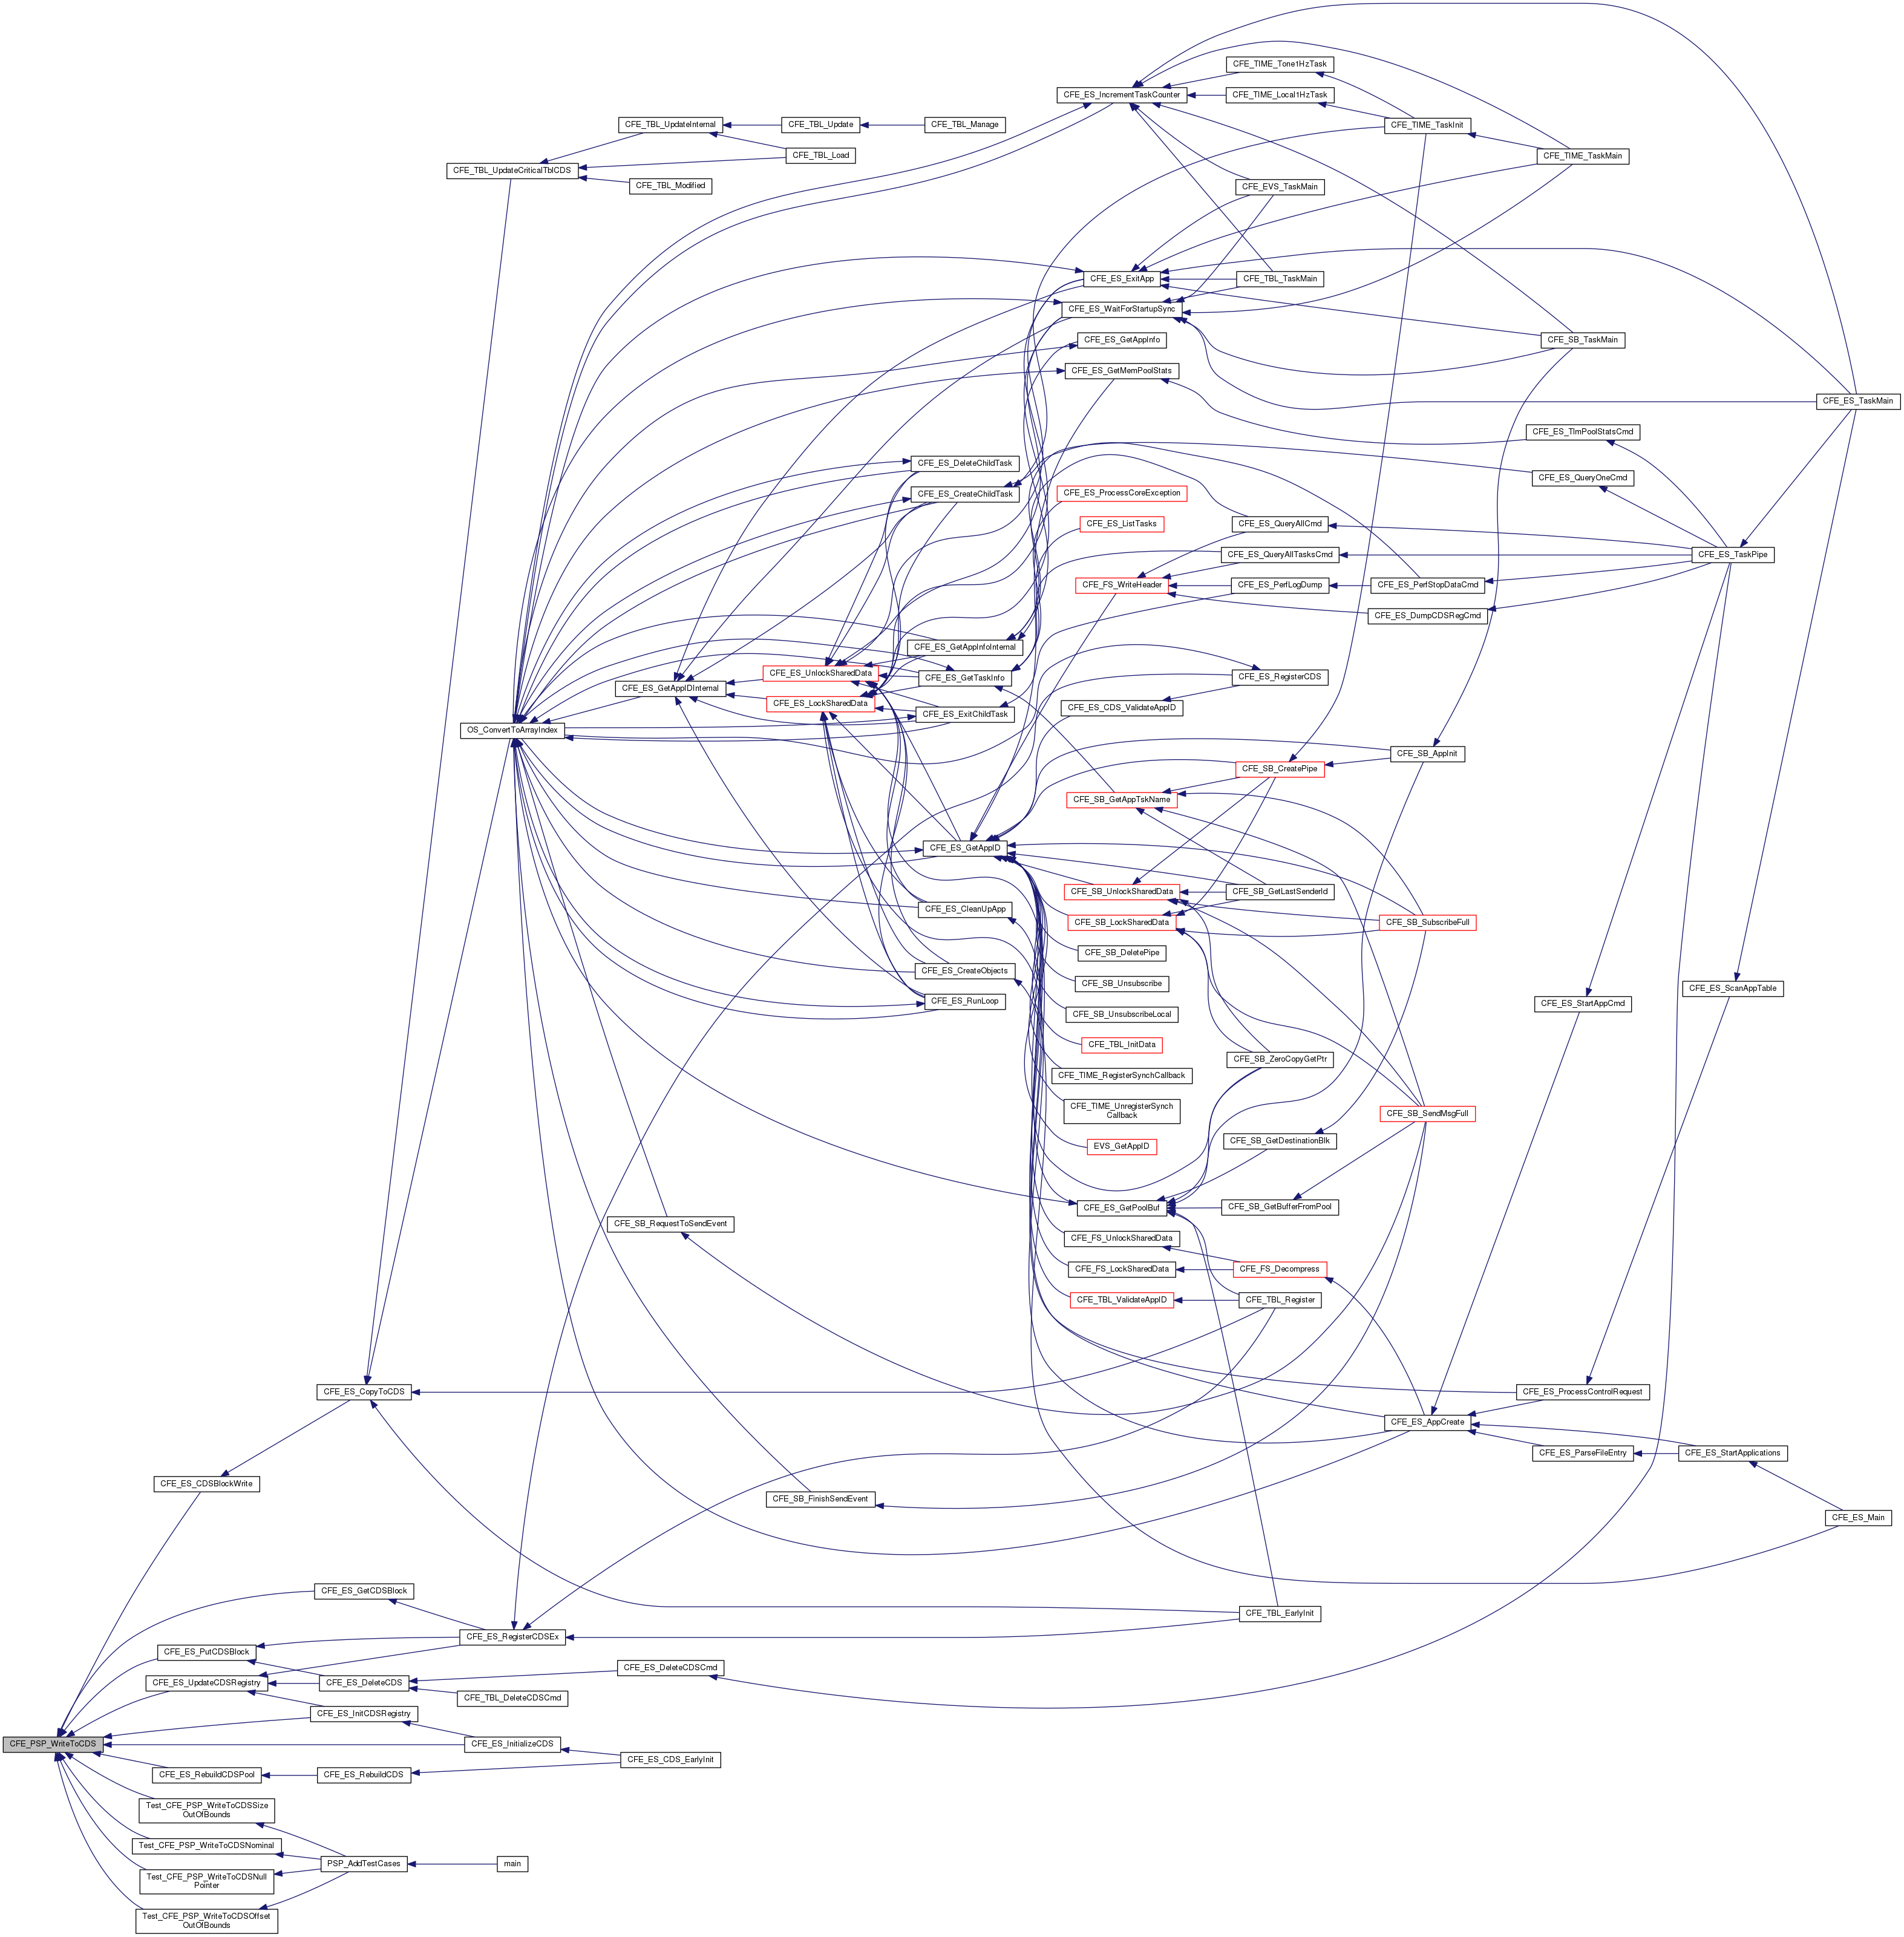 CFE_TIME_Tone1HzTask
CFE_ES_IncrementTaskCounter
CFE_TIME_Local1HzTask
CFE_TBL_UpdateInternal
CFE_TBL_Update
CFE_TBL_Manage
CFE_TIME_TaskInit
CFE_TBL_Load
CFE_TIME_TaskMain
CFE_TBL_UpdateCriticalTblCDS
CFE_TBL_Modified
CFE_EVS_TaskMain
CFE_ES_ExitApp
CFE_TBL_TaskMain
CFE_ES_WaitForStartupSync
CFE_ES_GetAppInfo
CFE_SB_TaskMain
CFE_ES_GetMemPoolStats
CFE_ES_TaskMain
CFE_ES_TlmPoolStatsCmd
CFE_ES_DeleteChildTask
CFE_ES_QueryOneCmd
CFE_ES_CreateChildTask
CFE_ES_ProcessCoreException
CFE_ES_ListTasks
CFE_ES_QueryAllCmd
CFE_ES_QueryAllTasksCmd
CFE_ES_TaskPipe
CFE_FS_WriteHeader
CFE_ES_PerfLogDump
CFE_ES_PerfStopDataCmd
CFE_ES_DumpCDSRegCmd
CFE_ES_GetAppInfoInternal
CFE_ES_UnlockSharedData
CFE_ES_GetTaskInfo
CFE_ES_RegisterCDS
CFE_ES_GetAppIDInternal
CFE_ES_LockSharedData
CFE_ES_CDS_ValidateAppID
CFE_ES_ExitChildTask
OS_ConvertToArrayIndex
CFE_SB_AppInit
CFE_SB_CreatePipe
CFE_SB_GetAppTskName
CFE_ES_GetAppID
CFE_SB_UnlockSharedData
CFE_SB_GetLastSenderId
CFE_ES_CleanUpApp
CFE_SB_LockSharedData
CFE_SB_SubscribeFull
CFE_SB_DeletePipe
CFE_ES_CreateObjects
CFE_SB_Unsubscribe
CFE_ES_ScanAppTable
CFE_ES_RunLoop
CFE_ES_StartAppCmd
CFE_SB_UnsubscribeLocal
CFE_TBL_InitData
CFE_SB_ZeroCopyGetPtr
CFE_TIME_RegisterSynchCallback
CFE_TIME_UnregisterSynch
Callback
CFE_SB_SendMsgFull
CFE_SB_GetDestinationBlk
EVS_GetAppID
CFE_ES_GetPoolBuf
CFE_SB_GetBufferFromPool
CFE_SB_RequestToSendEvent
CFE_FS_UnlockSharedData
CFE_FS_LockSharedData
CFE_FS_Decompress
CFE_TBL_ValidateAppID
CFE_TBL_Register
CFE_ES_CopyToCDS
CFE_ES_ProcessControlRequest
CFE_ES_AppCreate
CFE_ES_ParseFileEntry
CFE_ES_StartApplications
CFE_ES_CDSBlockWrite
CFE_SB_FinishSendEvent
CFE_ES_Main
CFE_ES_GetCDSBlock
CFE_TBL_EarlyInit
CFE_ES_RegisterCDSEx
CFE_ES_PutCDSBlock
CFE_ES_DeleteCDSCmd
CFE_ES_UpdateCDSRegistry
CFE_ES_DeleteCDS
CFE_TBL_DeleteCDSCmd
CFE_ES_InitCDSRegistry
CFE_PSP_WriteToCDS
CFE_ES_InitializeCDS
CFE_ES_CDS_EarlyInit
CFE_ES_RebuildCDSPool
CFE_ES_RebuildCDS
Test_CFE_PSP_WriteToCDSSize
OutOfBounds
Test_CFE_PSP_WriteToCDSNominal
PSP_AddTestCases
main
Test_CFE_PSP_WriteToCDSNull
Pointer
Test_CFE_PSP_WriteToCDSOffset
OutOfBounds